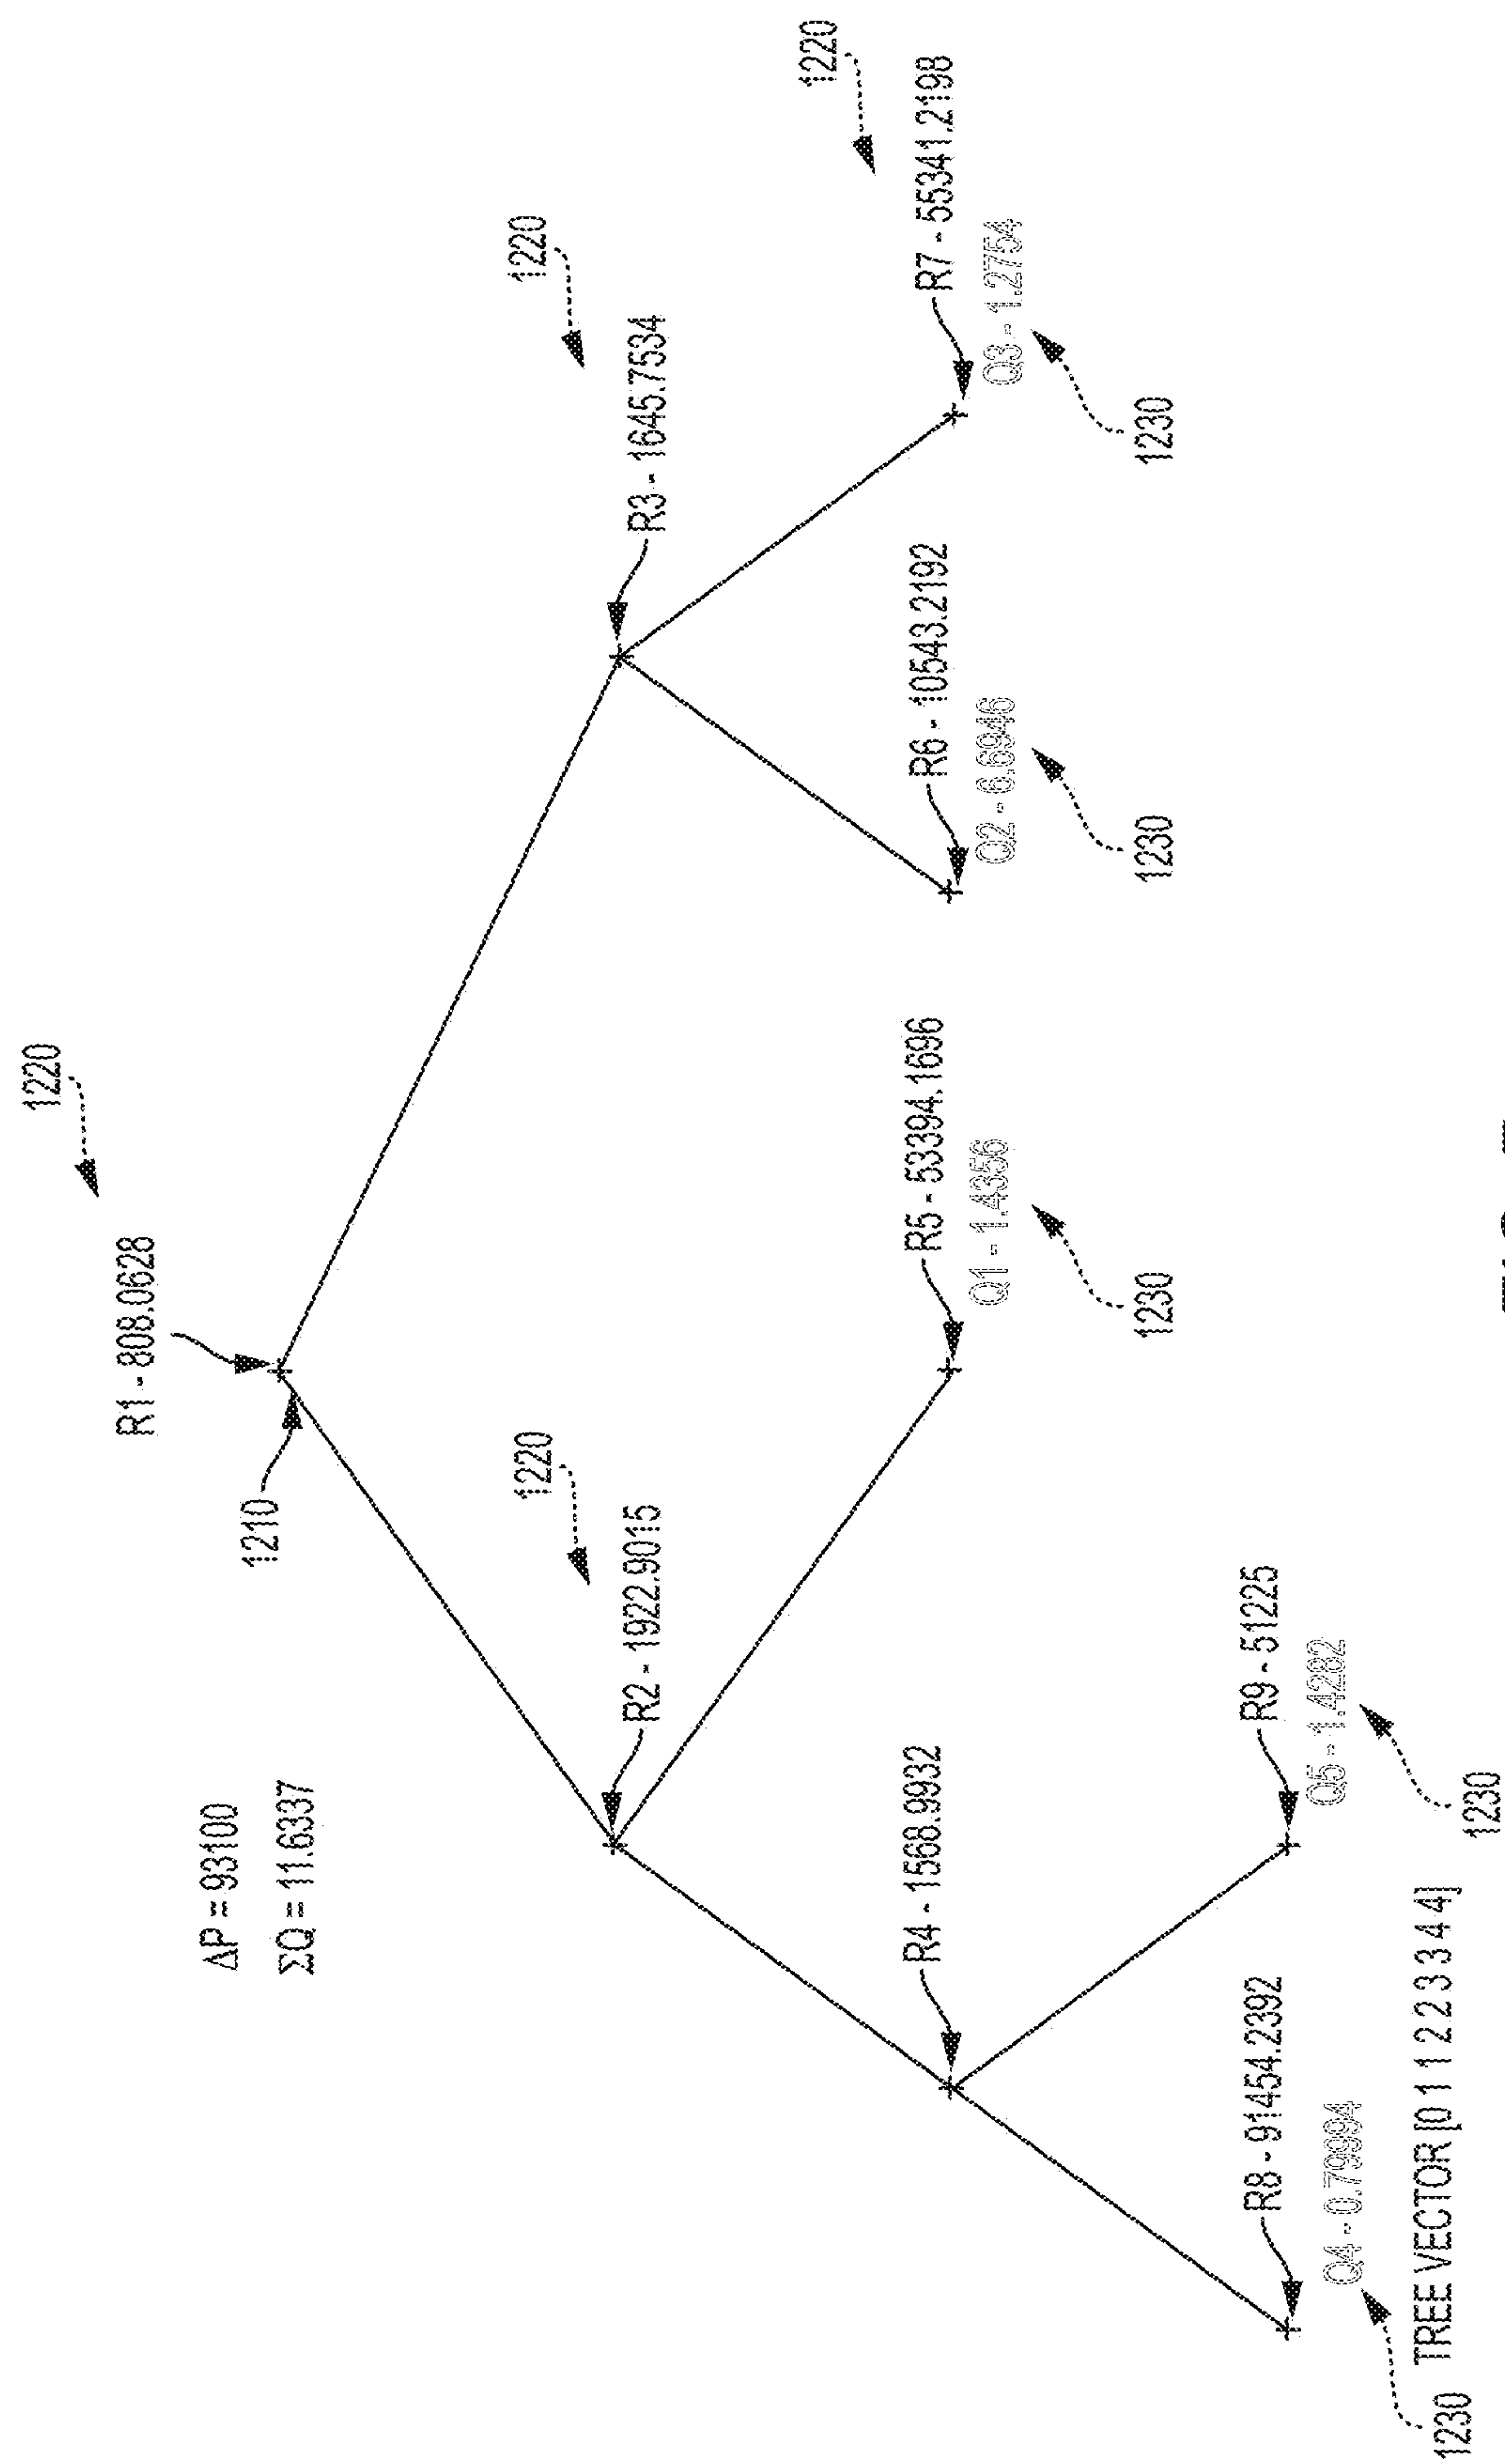 1220
R1 - 808.0628
1210
ΔP = 93100
ΣQ = 11.6337
1220
R2 - 1922.9015
1220
R3 - 1645.7534
1220
R4 - 1568.9932
R5 - 53394.1696
Q1 - 1.4356
1230
R6 - 10543.2192
Q2 - 6.6946
1230
R7 - 55341.2198
Q3 - 1.2754
1230
R8 - 91454.2392
Q4 - 0.79994
1230
R9 - 51225
Q5 - 1.4282
1230
TREE VECTOR [0 1 1 2 2 3 3 4 4]